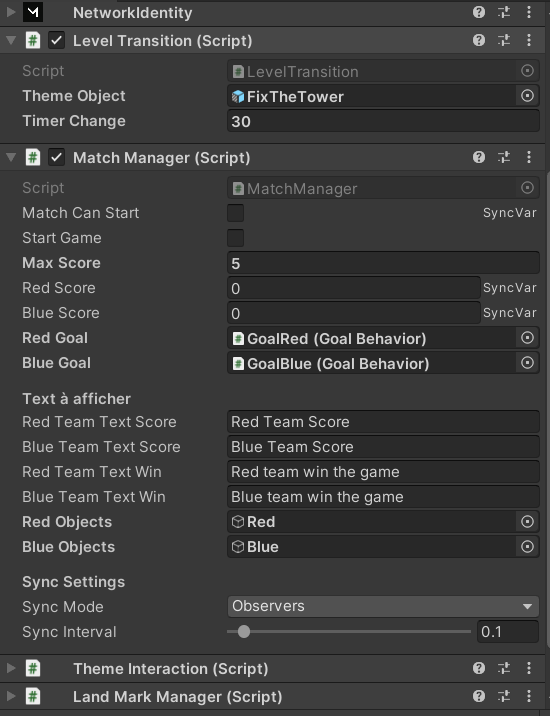 NetworkIdentity
Level Transition (Script)
Script LevelTransition
Theme Object FixTheTower
Timer Change 30
Match Manager (Script)
Script MatchManager
Match Can Start SyncVar
Start Game
Max Score 5
Red Score 0 SyncVar
Blue Score 0 SyncVar
Red Goal GoalRed (Goal Behavior)
Blue Goal GoalBlue (Goal Behavior)
Text à afficher
Red Team Text Score Red Team Score
Blue Team Text Score Blue Team Score
Red Team Text Win Red team win the game
Blue Team Text Win Blue team win the game
Red Objects Red
Blue Objects Blue
Sync Settings
Sync Mode Observers
Sync Interval 0.1
Theme Interaction (Script)
Land Mark Manager (Script)